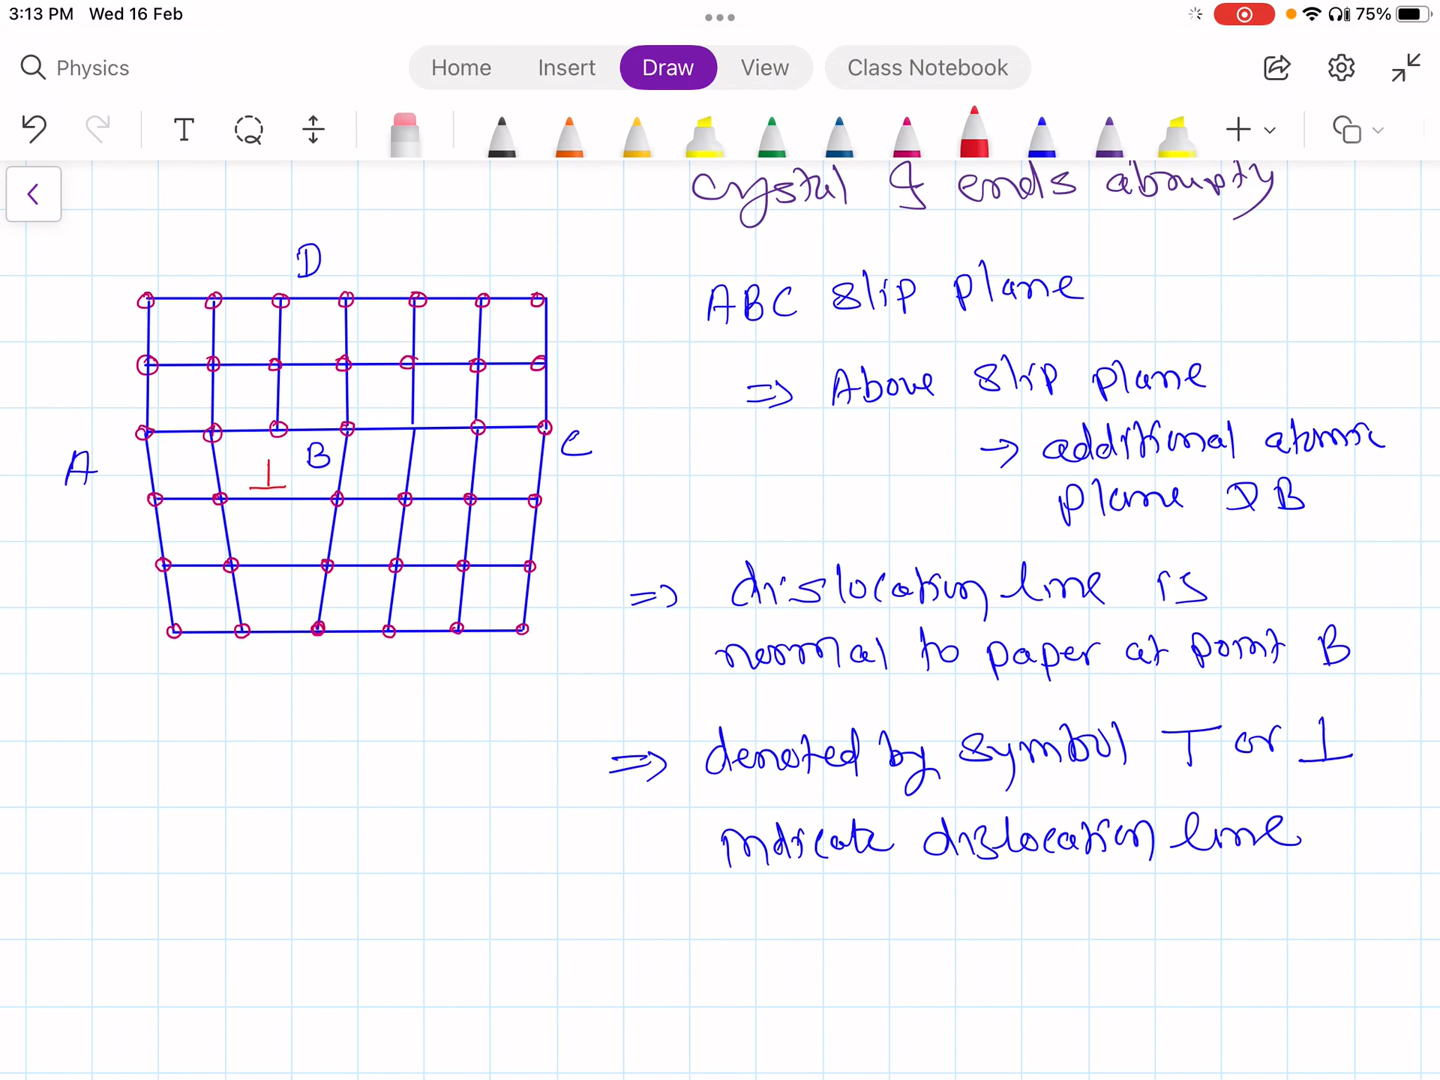 3:13 PM Wed 16 Feb
75%
Physics
Home Insert Draw View Class Notebook
T
crystal & ends abruptly
D
ABC slip plane
⇒ Above slip plane
→ additional atomic
plane DB
A B C
⊥
⇒ dislocation line is
normal to paper at point B
⇒ denoted by symbol T or ⊥
indicate dislocation line